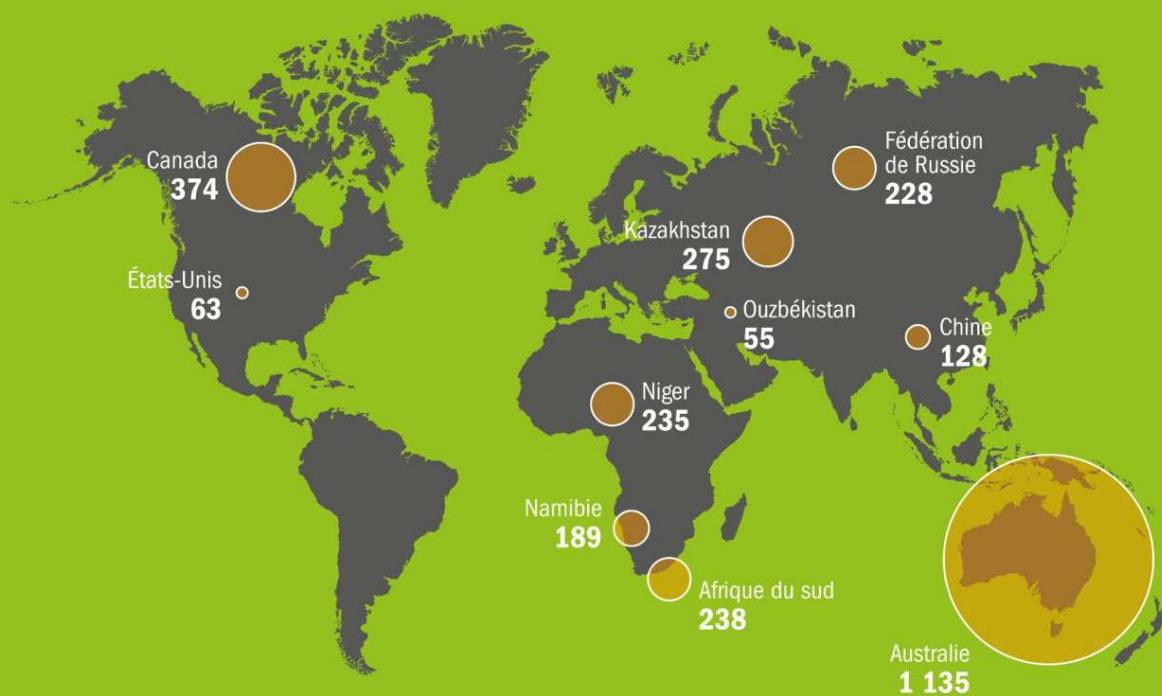 Canada
374
États-Unis
63
Fédération
de Russie
228
Kazakhstan
275
Ouzbékistan
55
Chine
128
Niger
235
Namibie
189
Afrique du sud
238
Australie
1 135